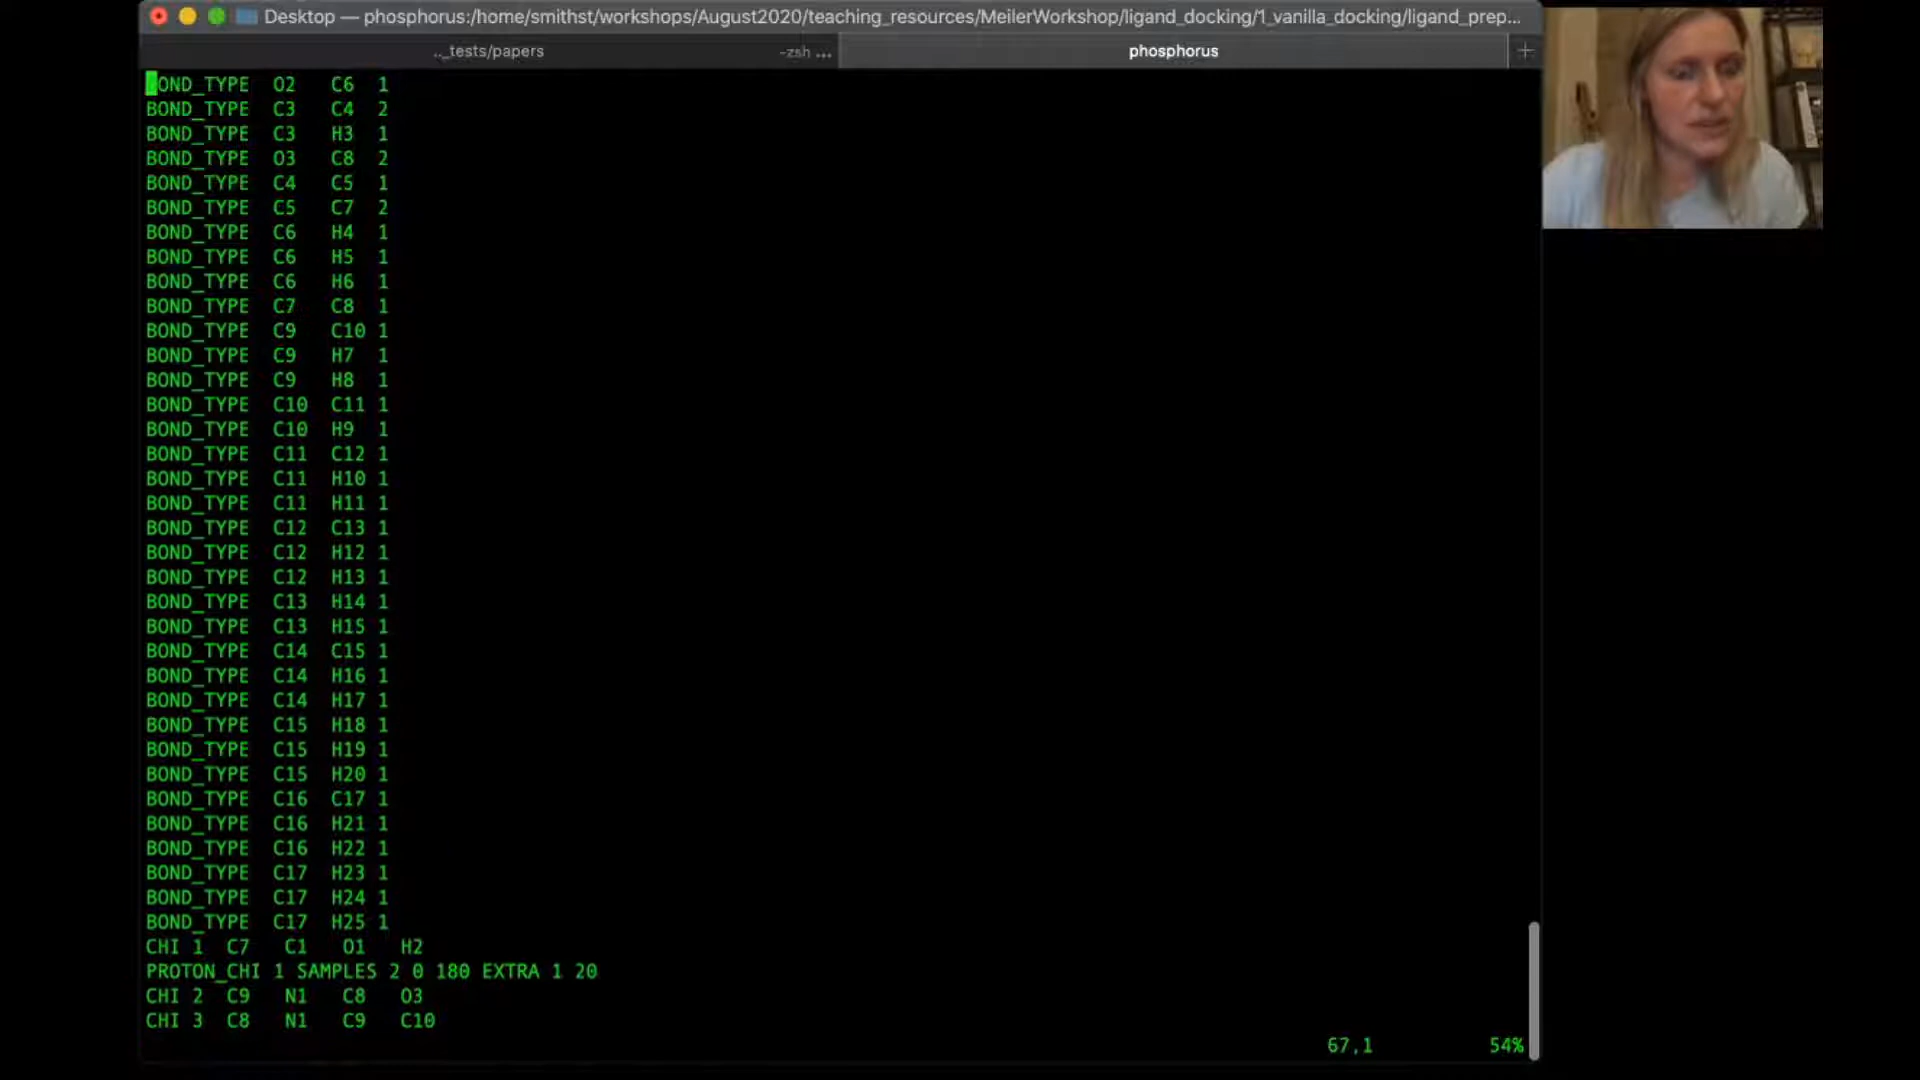 Desktop — phosphorus:/home/smithst/workshops/August2020/teaching_resources/MeilerWorkshop/ligand_docking/1_vanilla_docking/ligand_prep...
.._tests/papers -zsh ... phosphorus +
BOND_TYPE O2 C6 1
BOND_TYPE C3 C4 2
BOND_TYPE C3 H3 1
BOND_TYPE O3 C8 2
BOND_TYPE C4 C5 1
BOND_TYPE C5 C7 2
BOND_TYPE C6 H4 1
BOND_TYPE C6 H5 1
BOND_TYPE C6 H6 1
BOND_TYPE C7 C8 1
BOND_TYPE C9 C10 1
BOND_TYPE C9 H7 1
BOND_TYPE C9 H8 1
BOND_TYPE C10 C11 1
BOND_TYPE C10 H9 1
BOND_TYPE C11 C12 1
BOND_TYPE C11 H10 1
BOND_TYPE C11 H11 1
BOND_TYPE C12 C13 1
BOND_TYPE C12 H12 1
BOND_TYPE C12 H13 1
BOND_TYPE C13 H14 1
BOND_TYPE C13 H15 1
BOND_TYPE C14 C15 1
BOND_TYPE C14 H16 1
BOND_TYPE C14 H17 1
BOND_TYPE C15 H18 1
BOND_TYPE C15 H19 1
BOND_TYPE C15 H20 1
BOND_TYPE C16 C17 1
BOND_TYPE C16 H21 1
BOND_TYPE C16 H22 1
BOND_TYPE C17 H23 1
BOND_TYPE C17 H24 1
BOND_TYPE C17 H25 1
CHI 1 C7 C1 O1 H2
PROTON_CHI 1 SAMPLES 2 0 180 EXTRA 1 20
CHI 2 C9 N1 C8 O3
CHI 3 C8 N1 C9 C10
67,1 54%